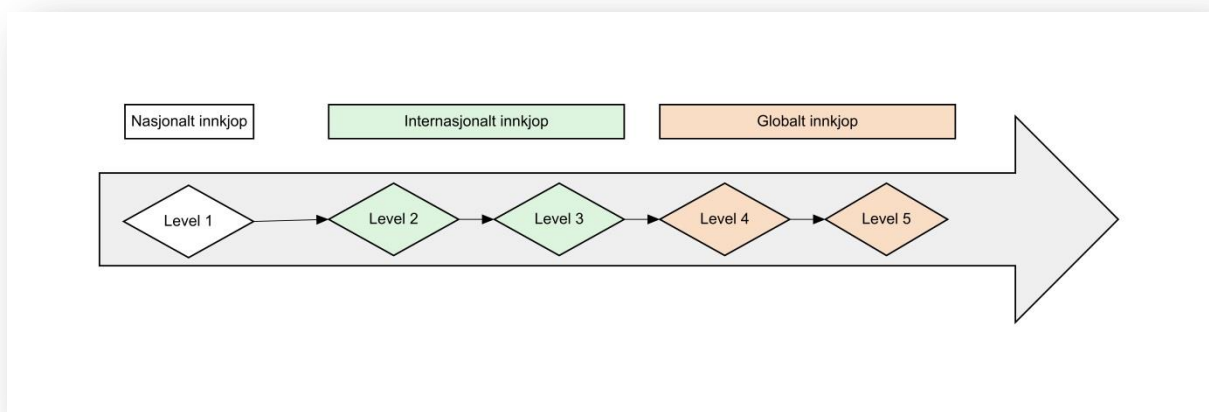 Nasjonalt innkjop
Internasjonalt innkjop
Globalt innkjop
Level 1
Level 2
Level 3
Level 4
Level 5